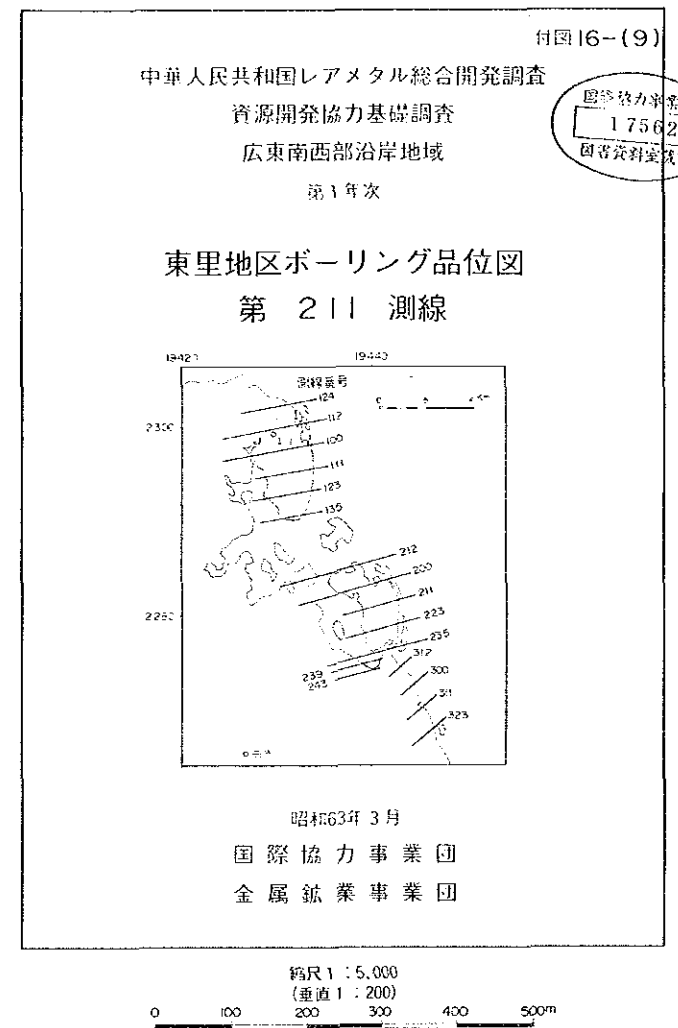 付図16-(9)
中華人民共和国レアメタル総合開発調査
資源開発協力基礎調査
広東南西部沿岸地域
17562
東里地区ボーリング品位図
第 211 測線
19440
測線番号
124
112
2300
100
111
123
135
212
200
211
2250
223
235
312
239
300
243
311
323
昭和63年3月
国際協力事業団
金属鉱業事業団
縮尺1:5,000
(垂直1:200)
0 100 200 300 400 500m